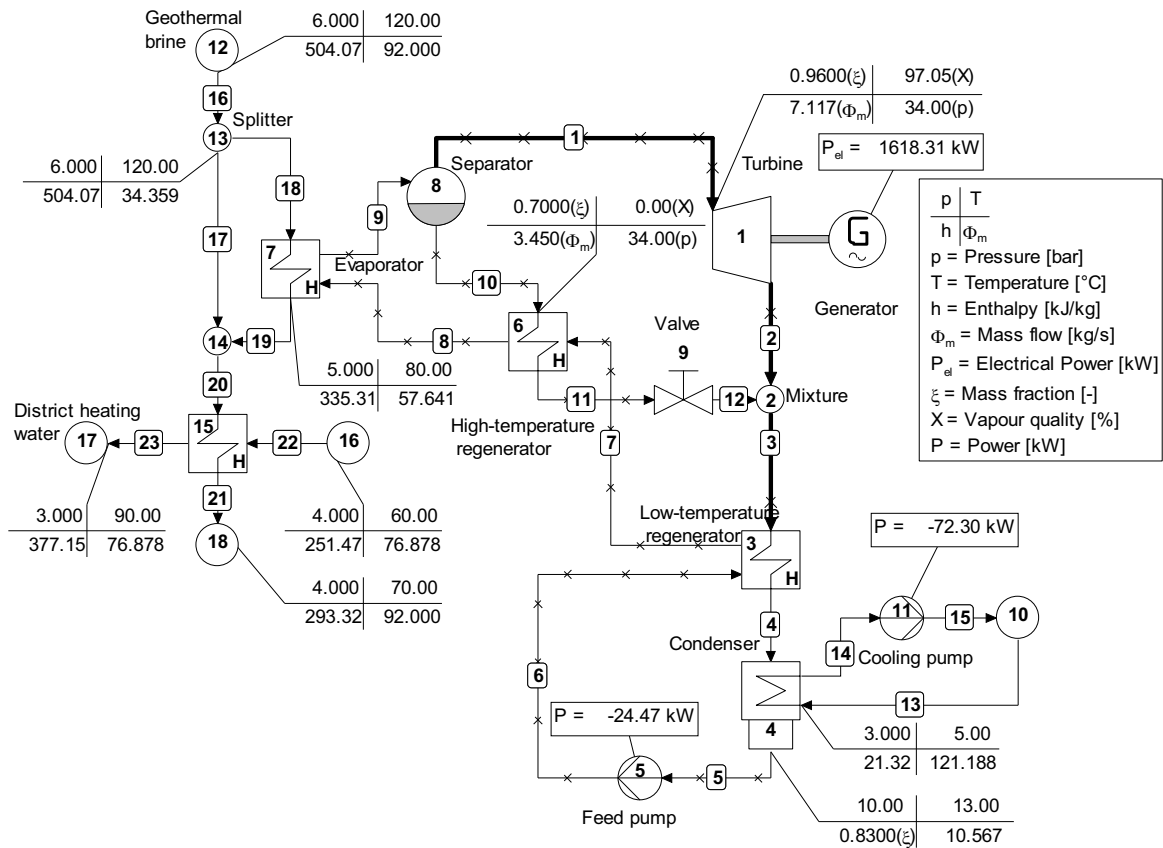 Geothermal
brine
12
6.000 120.00
504.07 92.000
16
13 Splitter
6.000 120.00
504.07 34.359
18
17
7
H
Evaporator
9
Separator
8
1
0.9600(ξ) 97.05(X)
7.117(Φm) 34.00(p)
Turbine
1
Pel = 1618.31 kW
G
~
Generator
p T
h Φm
p = Pressure [bar]
T = Temperature [°C]
h = Enthalpy [kJ/kg]
Φm = Mass flow [kg/s]
Pel = Electrical Power [kW]
ξ = Mass fraction [-]
X = Vapour quality [%]
P = Power [kW]
0.7000(ξ) 0.00(X)
3.450(Φm) 34.00(p)
10
6
H
8
Valve
9
2
14
19
5.000 80.00
335.31 57.641
11
12
2 Mixture
High-temperature
regenerator
7
3
20
District heating
water
17
23
15
H
22
16
21
18
3.000 90.00
377.15 76.878
4.000 60.00
251.47 76.878
4.000 70.00
293.32 92.000
Low-temperature
regenerator
3
H
P = -72.30 kW
4
11
15
10
Condenser
14 Cooling pump
6
13
4
3.000 5.00
21.32 121.188
P = -24.47 kW
5
5
Feed pump
10.00 13.00
0.8300(ξ) 10.567